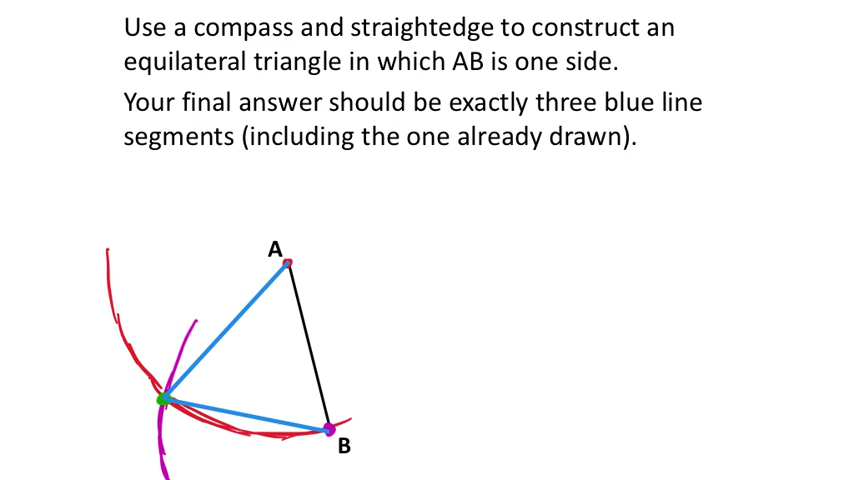 Use a compass and straightedge to construct an
equilateral triangle in which AB is one side.
Your final answer should be exactly three blue line
segments (including the one already drawn).
A
B